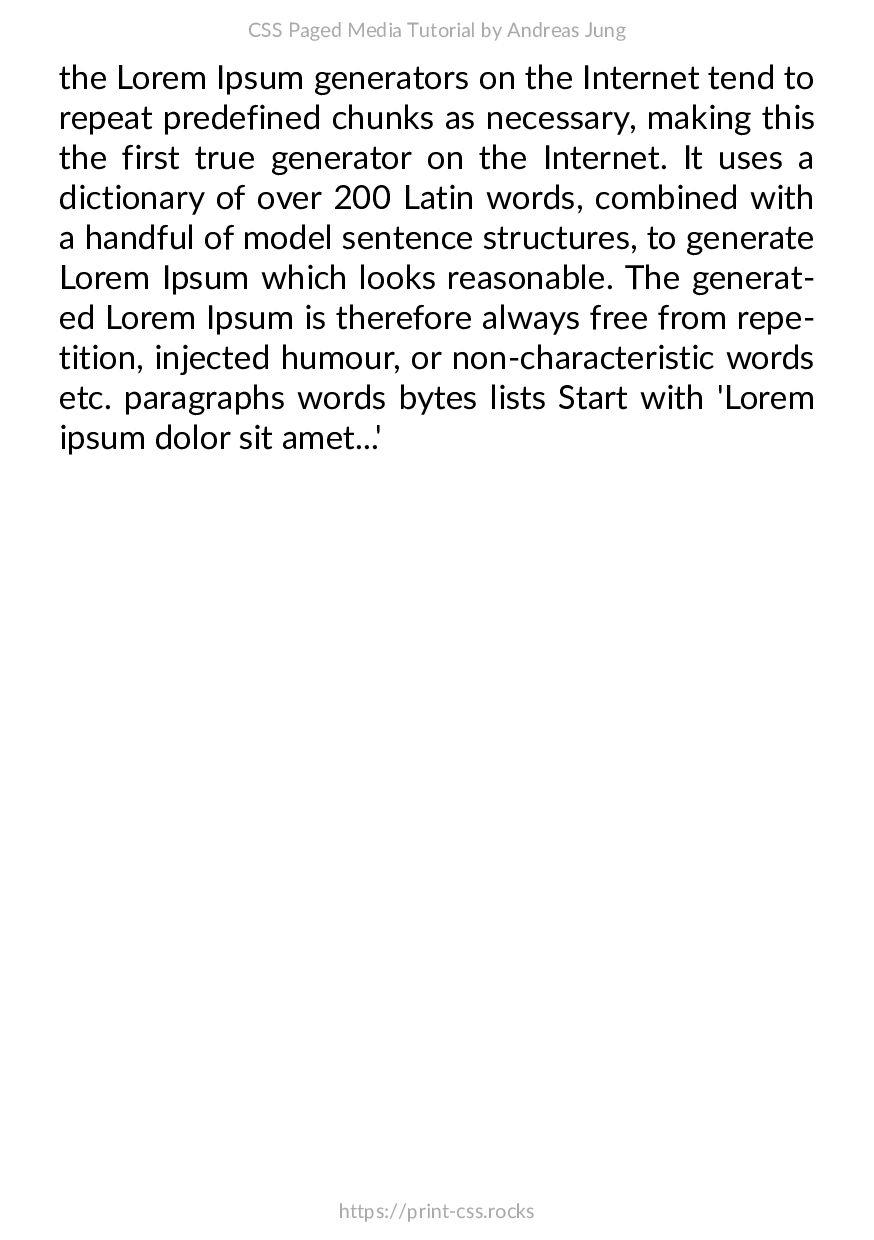 CSS Paged Media Tutorial by Andreas Jung
the Lorem Ipsum generators on the Internet tend to
repeat predefined chunks as necessary, making this
the first true generator on the Internet. It uses a
dictionary of over 200 Latin words, combined with
a handful of model sentence structures, to generate
Lorem Ipsum which looks reasonable. The generat-
ed Lorem Ipsum is therefore always free from repe-
tition, injected humour, or non-characteristic words
etc. paragraphs words bytes lists Start with 'Lorem
ipsum dolor sit amet...'
https://print-css.rocks